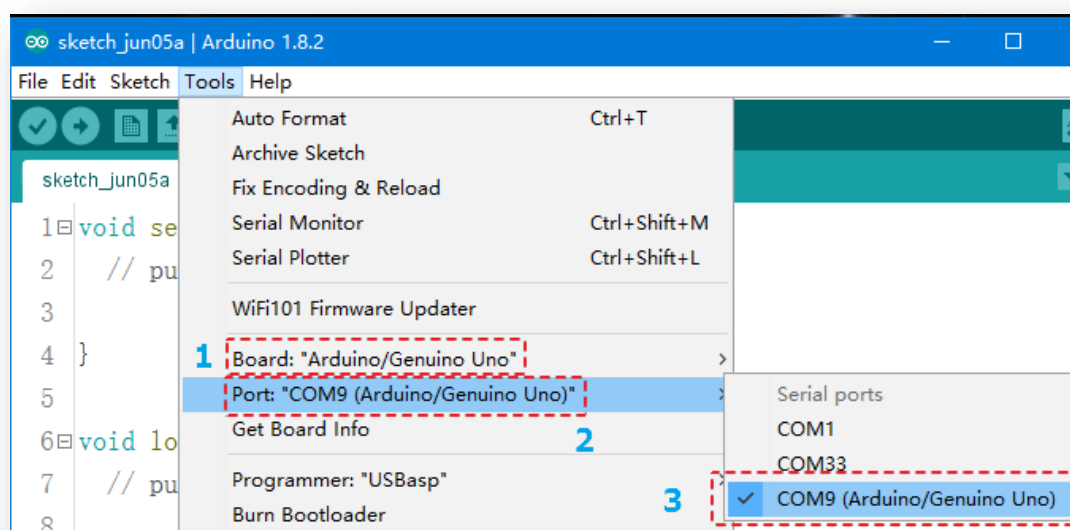 sketch_jun05a | Arduino 1.8.2
File Edit Sketch Tools Help
Auto Format Ctrl+T
Archive Sketch
sketch_jun05a
Fix Encoding & Reload
1 void se
Serial Monitor Ctrl+Shift+M
2 // pu
Serial Plotter Ctrl+Shift+L
3
WiFi101 Firmware Updater
4 }
1 Board: "Arduino/Genuino Uno"
5
Port: "COM9 (Arduino/Genuino Uno)"
Serial ports
6 void lo
Get Board Info
2
COM1
COM33
7 // pu
Programmer: "USBasp"
3
COM9 (Arduino/Genuino Uno)
8
Burn Bootloader